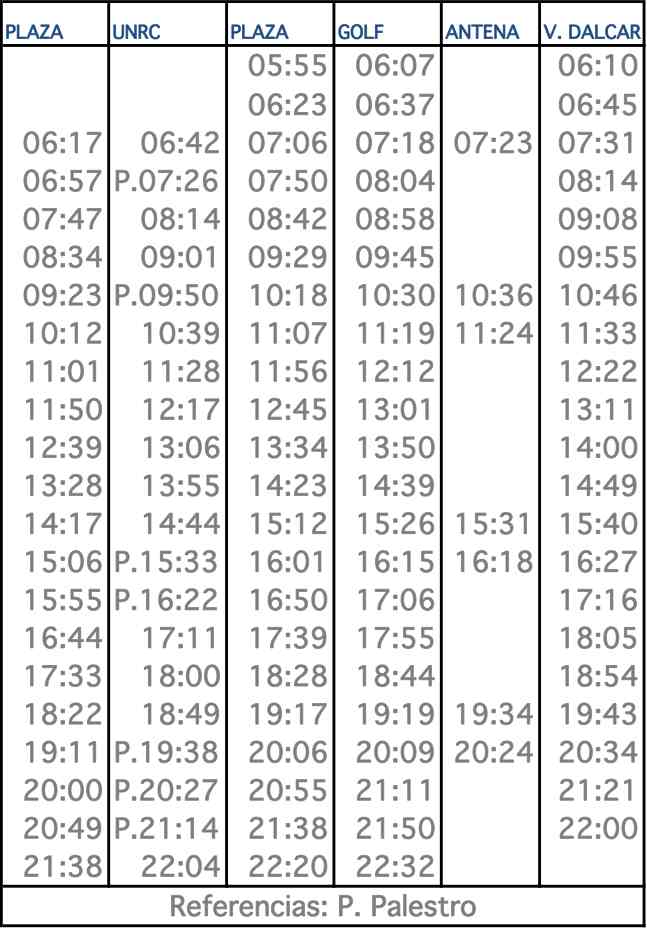 PLAZA UNRC PLAZA GOLF ANTENA V. DALCAR
05:55 06:07 06:10
06:23 06:37 06:45
06:17 06:42 07:06 07:18 07:23 07:31
06:57 P.07:26 07:50 08:04 08:14
07:47 08:14 08:42 08:58 09:08
08:34 09:01 09:29 09:45 09:55
09:23 P.09:50 10:18 10:30 10:36 10:46
10:12 10:39 11:07 11:19 11:24 11:33
11:01 11:28 11:56 12:12 12:22
11:50 12:17 12:45 13:01 13:11
12:39 13:06 13:34 13:50 14:00
13:28 13:55 14:23 14:39 14:49
14:17 14:44 15:12 15:26 15:31 15:40
15:06 P.15:33 16:01 16:15 16:18 16:27
15:55 P.16:22 16:50 17:06 17:16
16:44 17:11 17:39 17:55 18:05
17:33 18:00 18:28 18:44 18:54
18:22 18:49 19:17 19:19 19:34 19:43
19:11 P.19:38 20:06 20:09 20:24 20:34
20:00 P.20:27 20:55 21:11 21:21
20:49 P.21:14 21:38 21:50 22:00
21:38 22:04 22:20 22:32
Referencias: P. Palestro